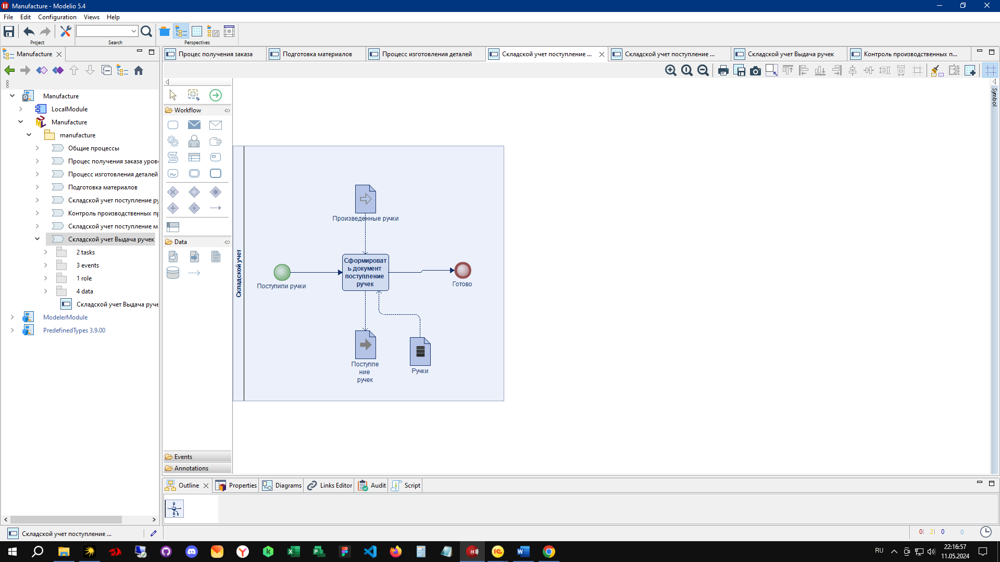 Manufacture - Modelio 5.4
File Edit Configuration Views Help
Project
Search
Perspectives
Manufacture
Процес получения заказа
Подготовка материалов
Процесс изготовления деталей
Складской учет поступление ...
Складской учет поступление ...
Складской учет Выдача ручек
Контроль производственных п...
Manufacture
LocalModule
Manufacture
manufacture
Общие процессы
Процес получения заказа уров
Процесс изготовления деталей
Подготовка материалов
Складской учет поступление р
Контроль производственных п
Складской учет поступление м
Складской учет Выдача ручек
2 tasks
3 events
1 role
4 data
Складской учет Выдача руче
ModelerModule
PredefinedTypes 3.9.00
Workflow
Data
Events
Annotations
Symbol
Складской учет
Произведенные ручки
Поступили ручки
Сформироват
ь документ
поступление
ручек
Готово
Поступле
ние
ручек
Ручки
Outline
Properties
Diagrams
Links Editor
Audit
Script
Складской учет поступление ...
0 2 0 0
RU
22:16:57
11.05.2024